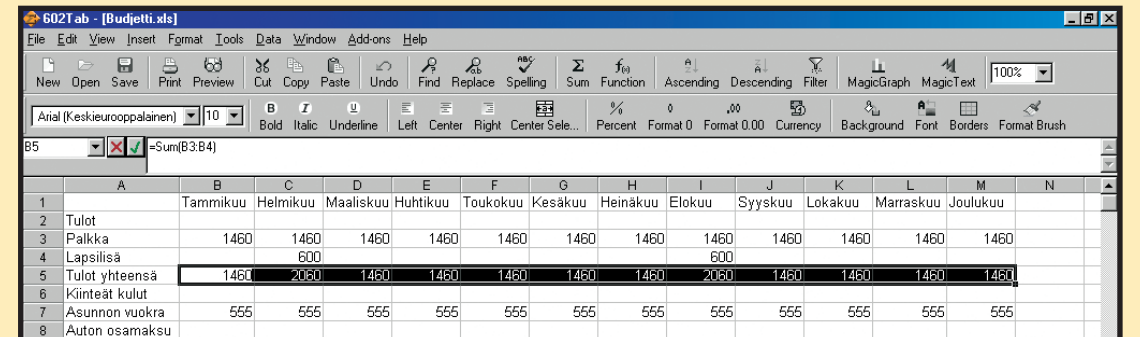 602Tab - [Budjetti.xls]
File Edit View Insert Format Tools Data Window Add-ons Help
New Open Save Print Preview Cut Copy Paste Undo Find Replace Spelling Sum Function Ascending Descending Filter MagicGraph MagicText 100%
Arial (Keskieurooppalainen) 10 Bold Italic Underline Left Center Right Center Sele... Percent Format 0 Format 0.00 Currency Background Font Borders Format Brush
B5 =Sum(B3:B4)
A B C D E F G H I J K L M N
1 Tammikuu Helmikuu Maaliskuu Huhtikuu Toukokuu Kesäkuu Heinäkuu Elokuu Syyskuu Lokakuu Marraskuu Joulukuu
2 Tulot
3 Palkka 1460 1460 1460 1460 1460 1460 1460 1460 1460 1460 1460 1460
4 Lapsilisä 600 600
5 Tulot yhteensä 1460 2060 1460 1460 1460 1460 1460 2060 1460 1460 1460 1460
6 Kiinteät kulut
7 Asunnon vuokra 555 555 555 555 555 555 555 555 555 555 555 555
8 Auton osamaksu